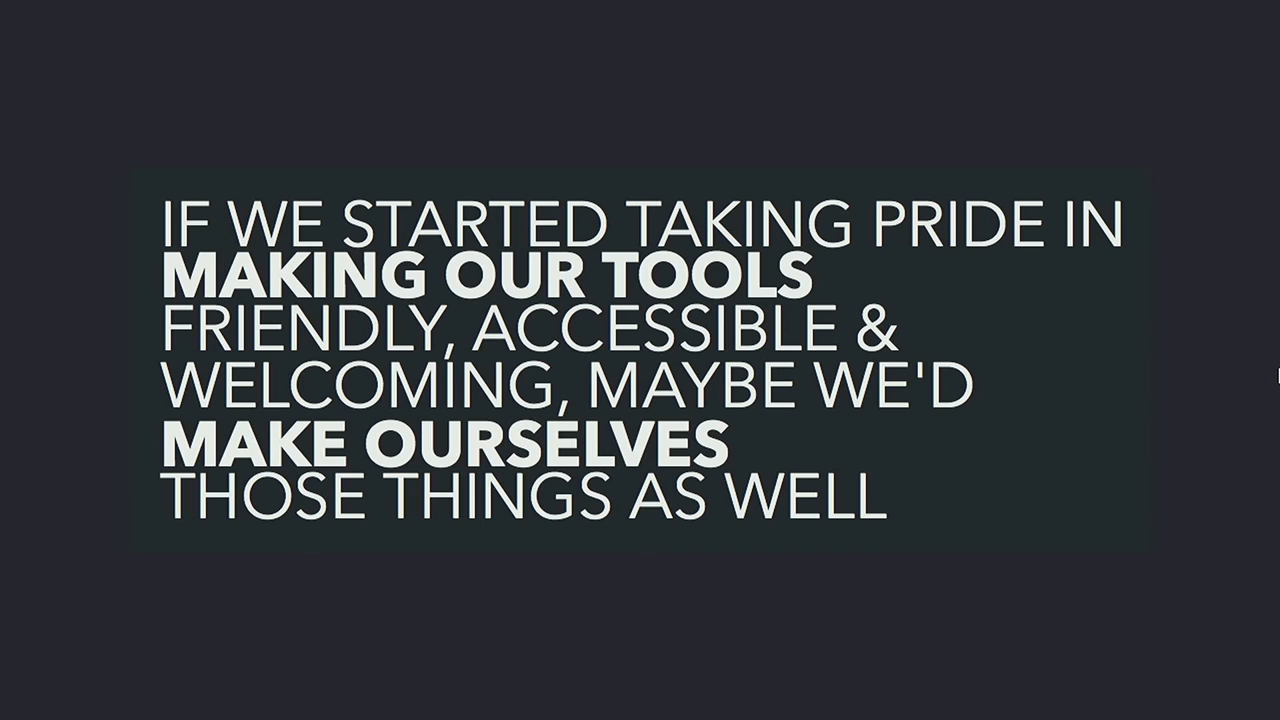 IF WE STARTED TAKING PRIDE IN
MAKING OUR TOOLS
FRIENDLY, ACCESSIBLE &
WELCOMING, MAYBE WE'D
MAKE OURSELVES
THOSE THINGS AS WELL